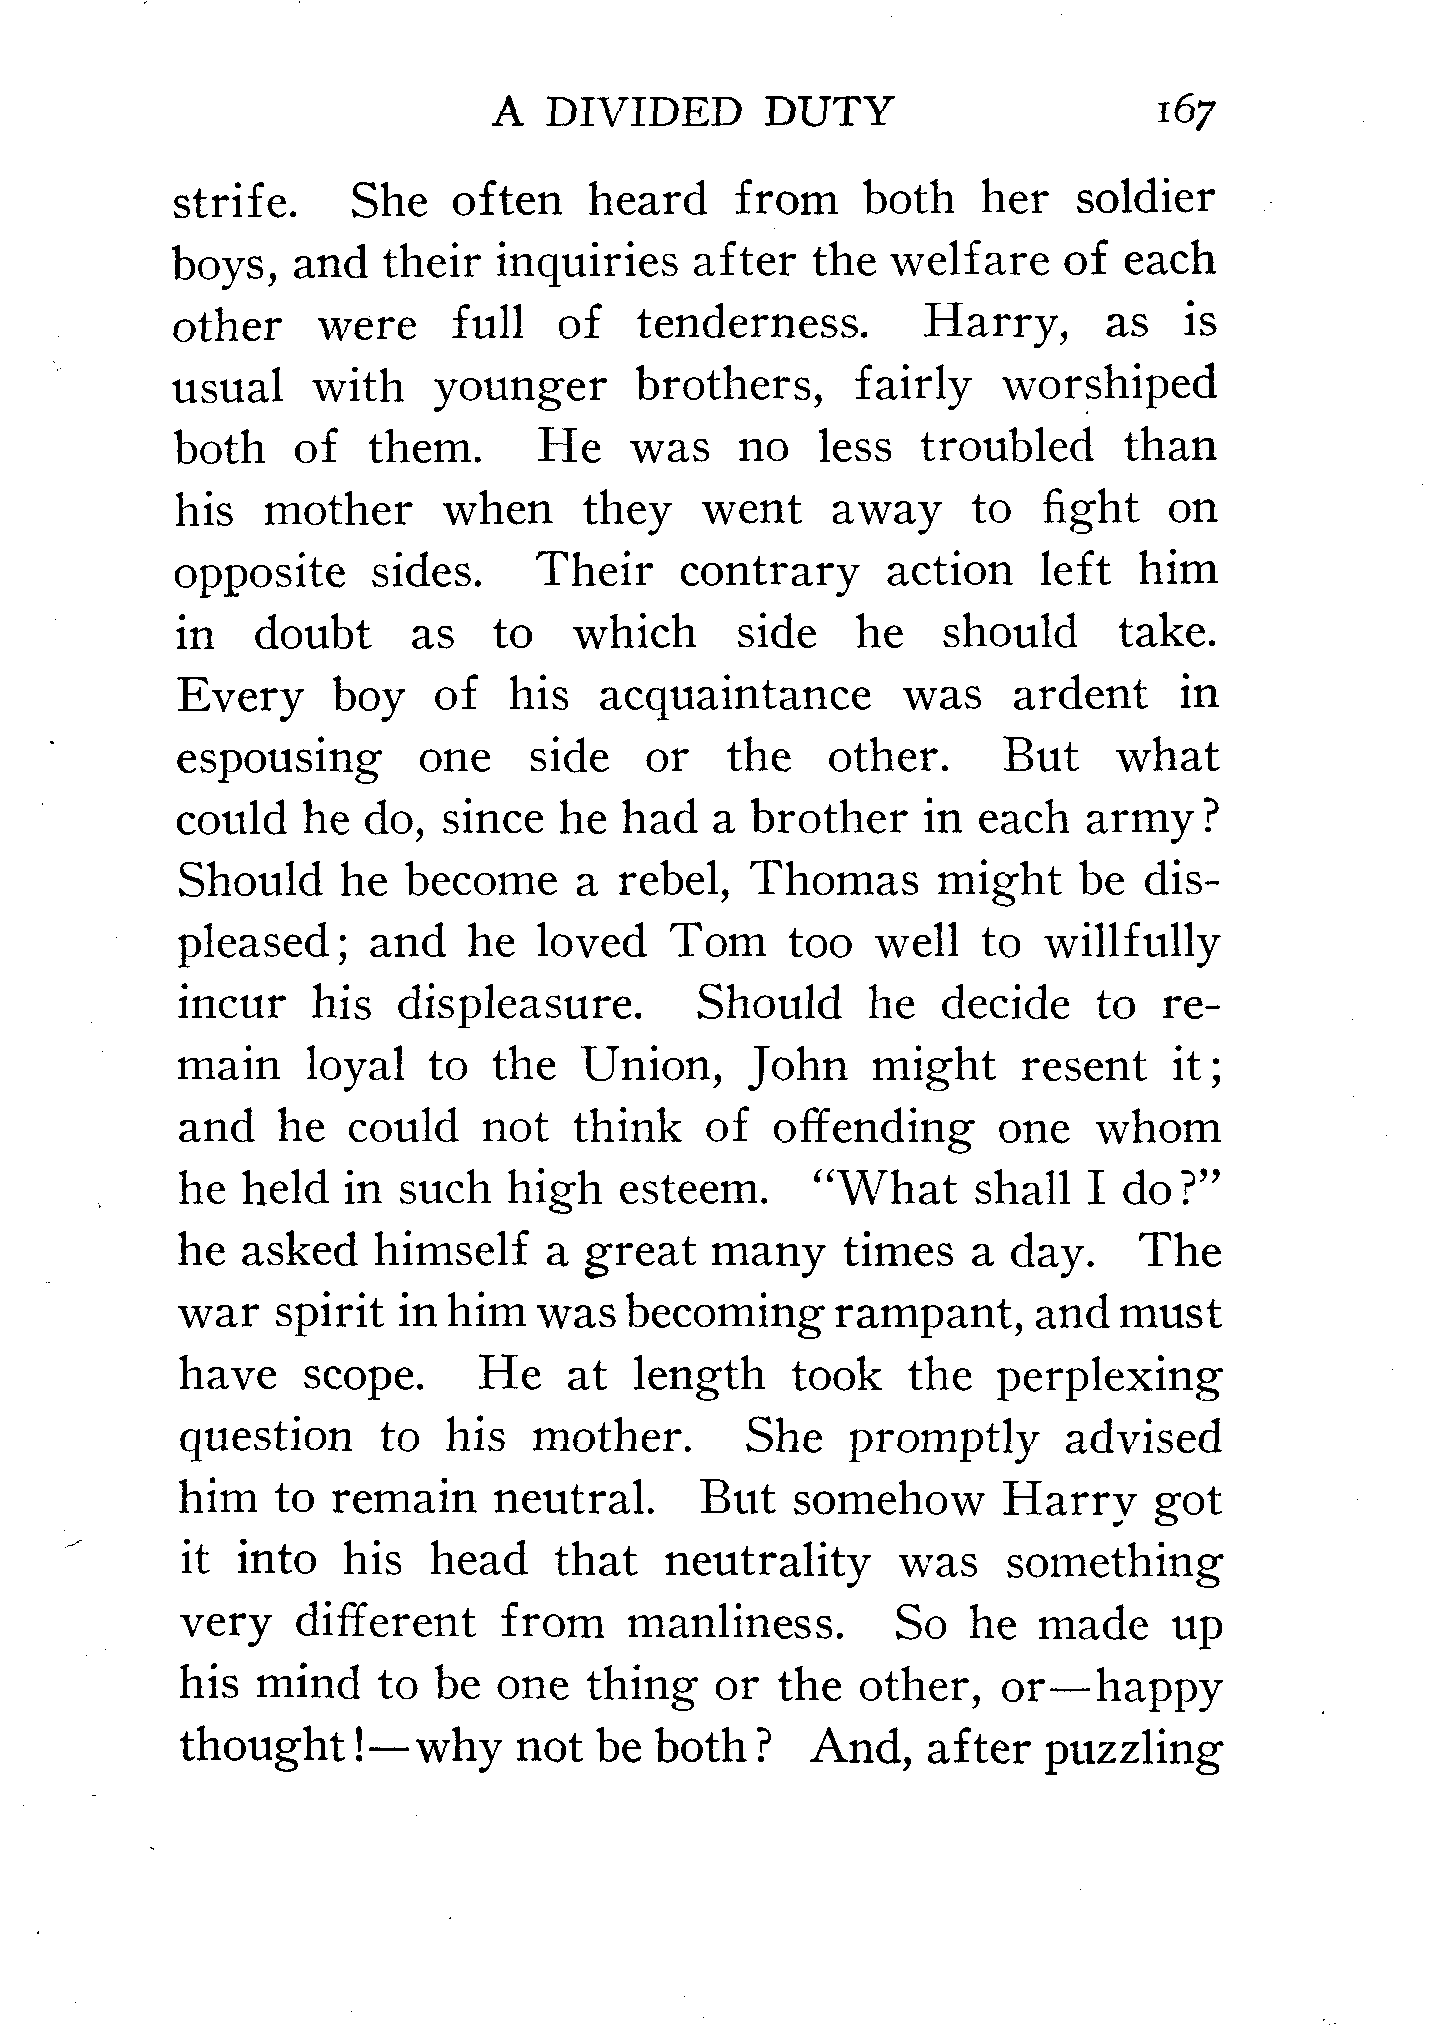 A DIVIDED DUTY 167
strife. She often heard from both her soldier
boys, and their inquiries after the welfare of each
other were full of tenderness. Harry, as is
usual with younger brothers, fairly worshiped
both of them. He was no less troubled than
his mother when they went away to fight on
opposite sides. Their contrary action left him
in doubt as to which side he should take.
Every boy of his acquaintance was ardent in
espousing one side or the other. But what
could he do, since he had a brother in each army?
Should he become a rebel, Thomas might be dis-
pleased; and he loved Tom too well to willfully
incur his displeasure. Should he decide to re-
main loyal to the Union, John might resent it;
and he could not think of offending one whom
he held in such high esteem. “What shall I do?”
he asked himself a great many times a day. The
war spirit in him was becoming rampant, and must
have scope. He at length took the perplexing
question to his mother. She promptly advised
him to remain neutral. But somehow Harry got
it into his head that neutrality was something
very different from manliness. So he made up
his mind to be one thing or the other, or—happy
thought!—why not be both? And, after puzzling